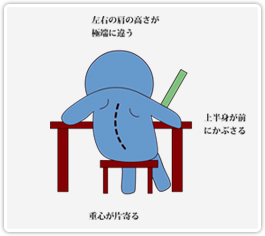 左右の肩の高さが
極端に違う
上半身が前
にかぶさる
重心が片寄る